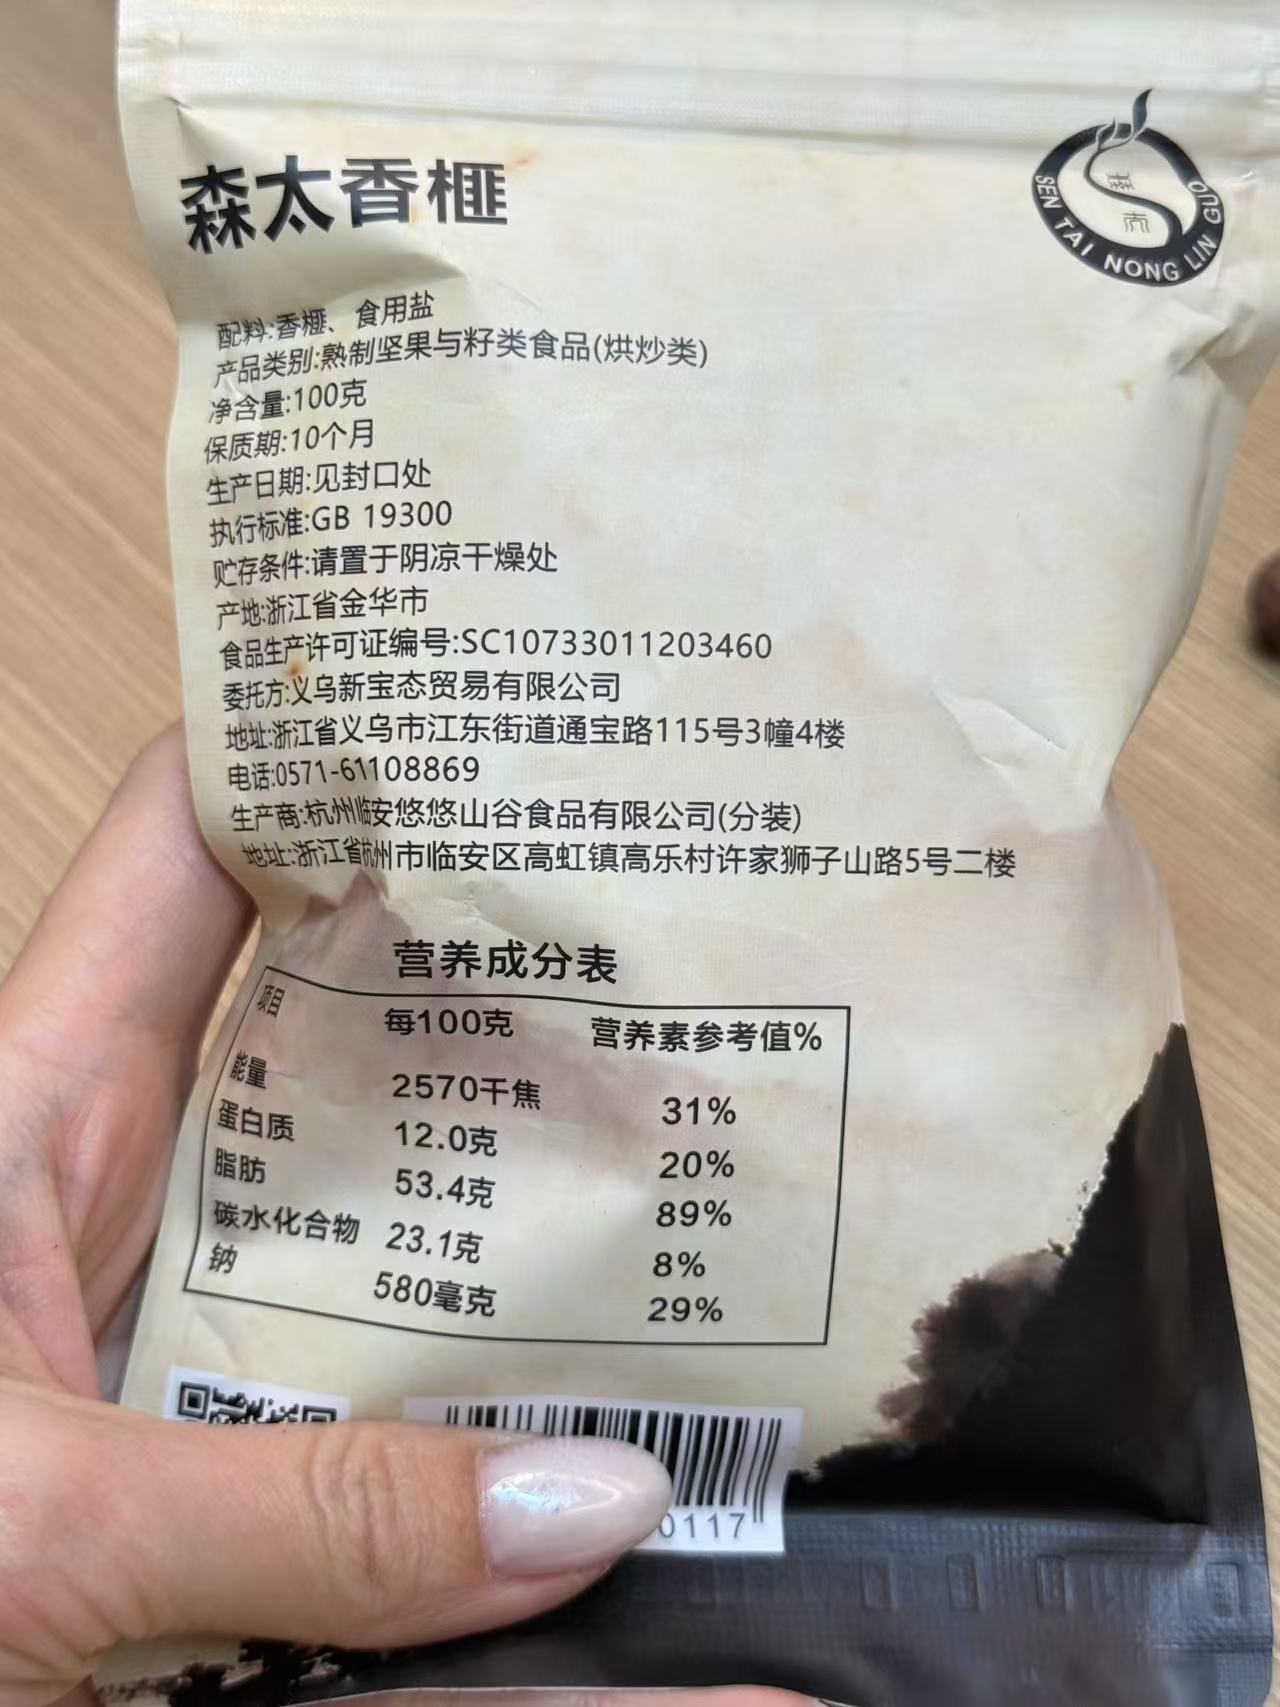 森太香榧
森太
SEN TAI NONG LIN GUO
配料:香榧、食用盐
产品类别:熟制坚果与籽类食品(烘炒类)
净含量:100克
保质期:10个月
生产日期:见封口处
执行标准:GB 19300
贮存条件:请置于阴凉干燥处
产地:浙江省金华市
食品生产许可证编号:SC10733011203460
委托方:义乌新宝态贸易有限公司
地址:浙江省义乌市江东街道通宝路115号3幢4楼
电话:0571-61108869
生产商:杭州临安悠悠山谷食品有限公司(分装)
地址:浙江省杭州市临安区高虹镇高乐村许家狮子山路5号二楼
营养成分表
项目 每100克 营养素参考值%
能量 2570千焦 31%
蛋白质 12.0克 20%
脂肪 53.4克 89%
碳水化合物 23.1克 8%
钠 580毫克 29%
0117